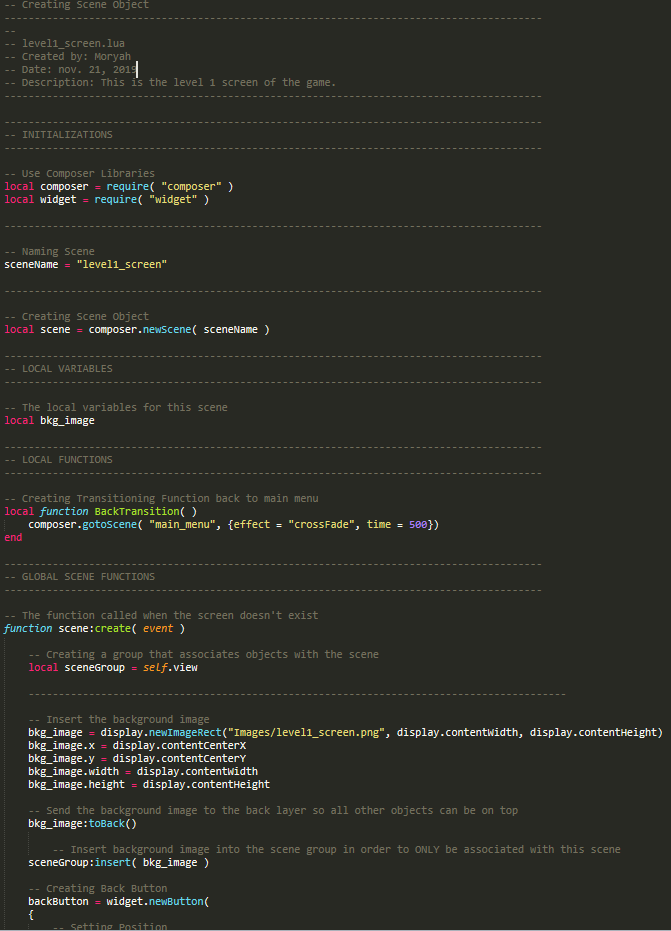 -- Creating Scene Object
-----------------------------------------------------------------------------------------
--
-- level1_screen.lua
-- Created by: Moryah
-- Date: nov. 21, 2019
-- Description: This is the level 1 screen of the game.
-----------------------------------------------------------------------------------------
-----------------------------------------------------------------------------------------
-- INITIALIZATIONS
-----------------------------------------------------------------------------------------
-- Use Composer Libraries
local composer = require( "composer" )
local widget = require( "widget" )
-----------------------------------------------------------------------------------------
-- Naming Scene
sceneName = "level1_screen"
-----------------------------------------------------------------------------------------
-- Creating Scene Object
local scene = composer.newScene( sceneName )
-----------------------------------------------------------------------------------------
-- LOCAL VARIABLES
-----------------------------------------------------------------------------------------
-- The local variables for this scene
local bkg_image
-----------------------------------------------------------------------------------------
-- LOCAL FUNCTIONS
-----------------------------------------------------------------------------------------
-- Creating Transitioning Function back to main menu
local function BackTransition( )
    composer.gotoScene( "main_menu", {effect = "crossFade", time = 500})
end
-----------------------------------------------------------------------------------------
-- GLOBAL SCENE FUNCTIONS
-----------------------------------------------------------------------------------------
-- The function called when the screen doesn't exist
function scene:create( event )
    -- Creating a group that associates objects with the scene
    local sceneGroup = self.view
    -----------------------------------------------------------------------------------------
    -- Insert the background image
    bkg_image = display.newImageRect("Images/level1_screen.png", display.contentWidth, display.contentHeight)
    bkg_image.x = display.contentCenterX
    bkg_image.y = display.contentCenterY
    bkg_image.width = display.contentWidth
    bkg_image.height = display.contentHeight
    -- Send the background image to the back layer so all other objects can be on top
    bkg_image:toBack()
        -- Insert background image into the scene group in order to ONLY be associated with this scene
    sceneGroup:insert( bkg_image )
    -- Creating Back Button
    backButton = widget.newButton(
    {
        -- Setting Position